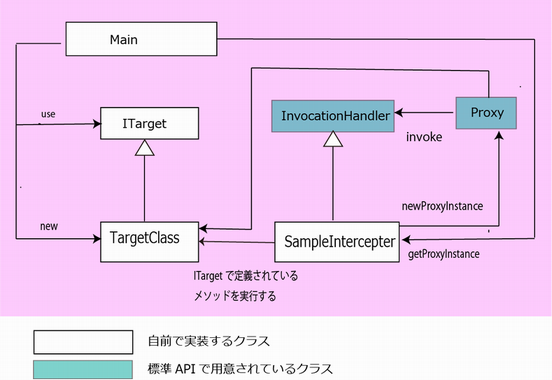 Main
use
ITarget
InvocationHandler
Proxy
invoke
new
TargetClass
SampleIntercepter
newProxyInstance
getProxyInstance
ITarget で定義されている
メソッドを実行する
自前で実装するクラス
標準 API で用意されているクラス